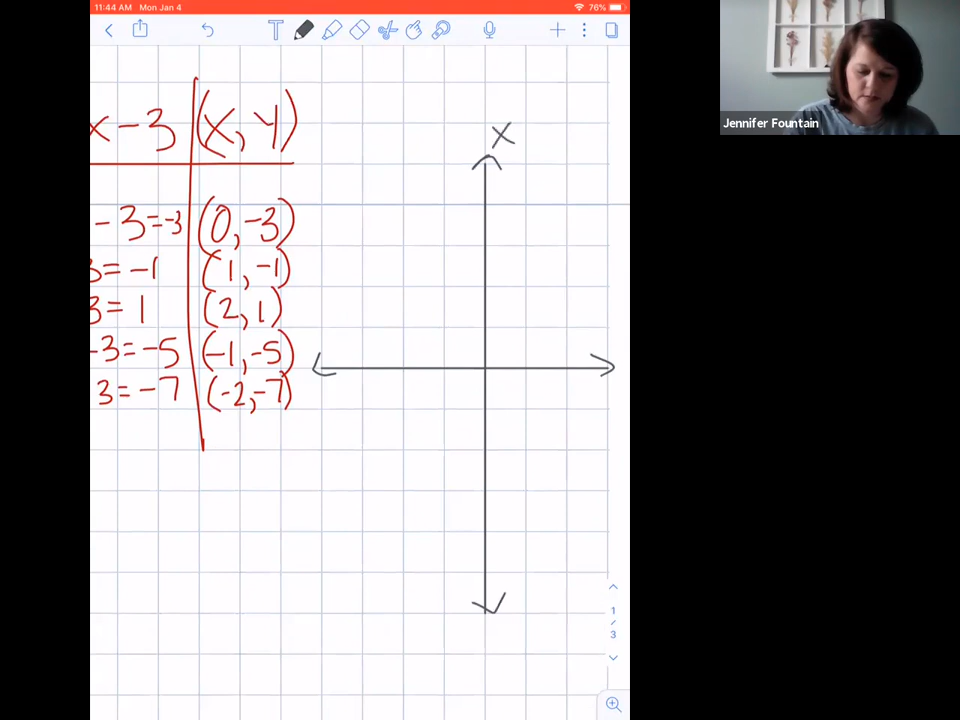 11:44 AM Mon Jan 4
76%
T
Jennifer Fountain
x - 3 (x, y)
X
- 3 = -3 (0, -3)
3 = -1 (1, -1)
3 = 1 (2, 1)
-3 = -5 (-1, -5)
3 = -7 (-2, -7)
1
/
3